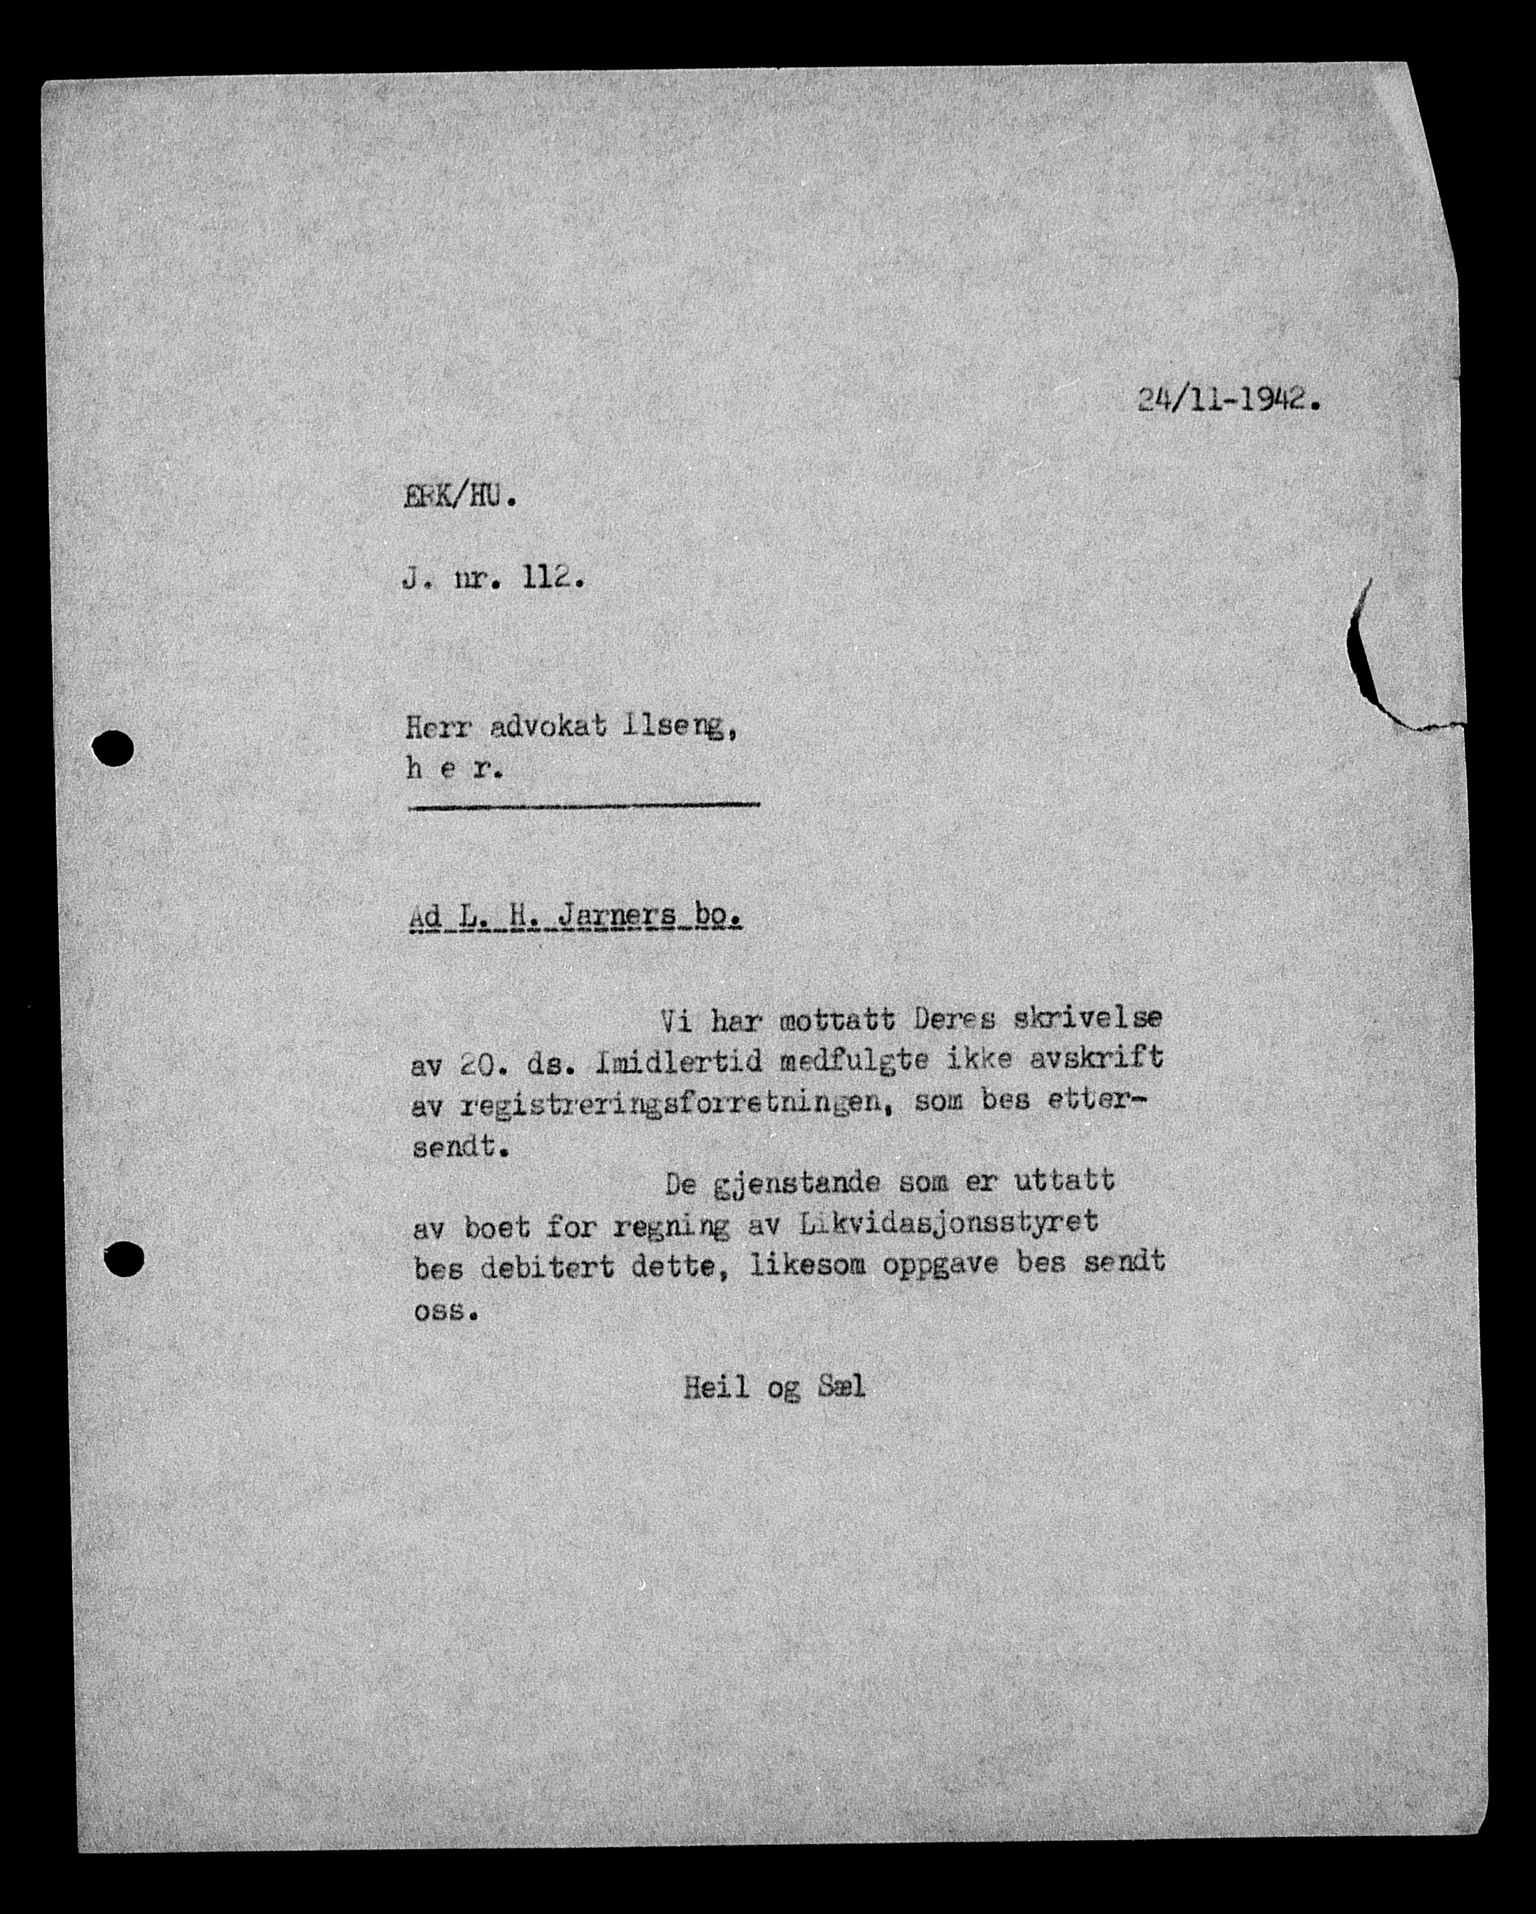 24/11-1942.
ERK/HU.
J. nr. 112.
Herr advokat Ilseng,
h e r.
Ad L. H. Jarners bo.
Vi har mottatt Deres skrivelse
av 20. ds. Imidlertid medfulgte ikke avskrift
av registreringsforretningen, som bes etter-
sendt.
De gjenstande som er uttatt
av boet for regning av Likvidasjonsstyret
bes debitert dette, likesom oppgave bes sendt
oss.
Heil og Sæl